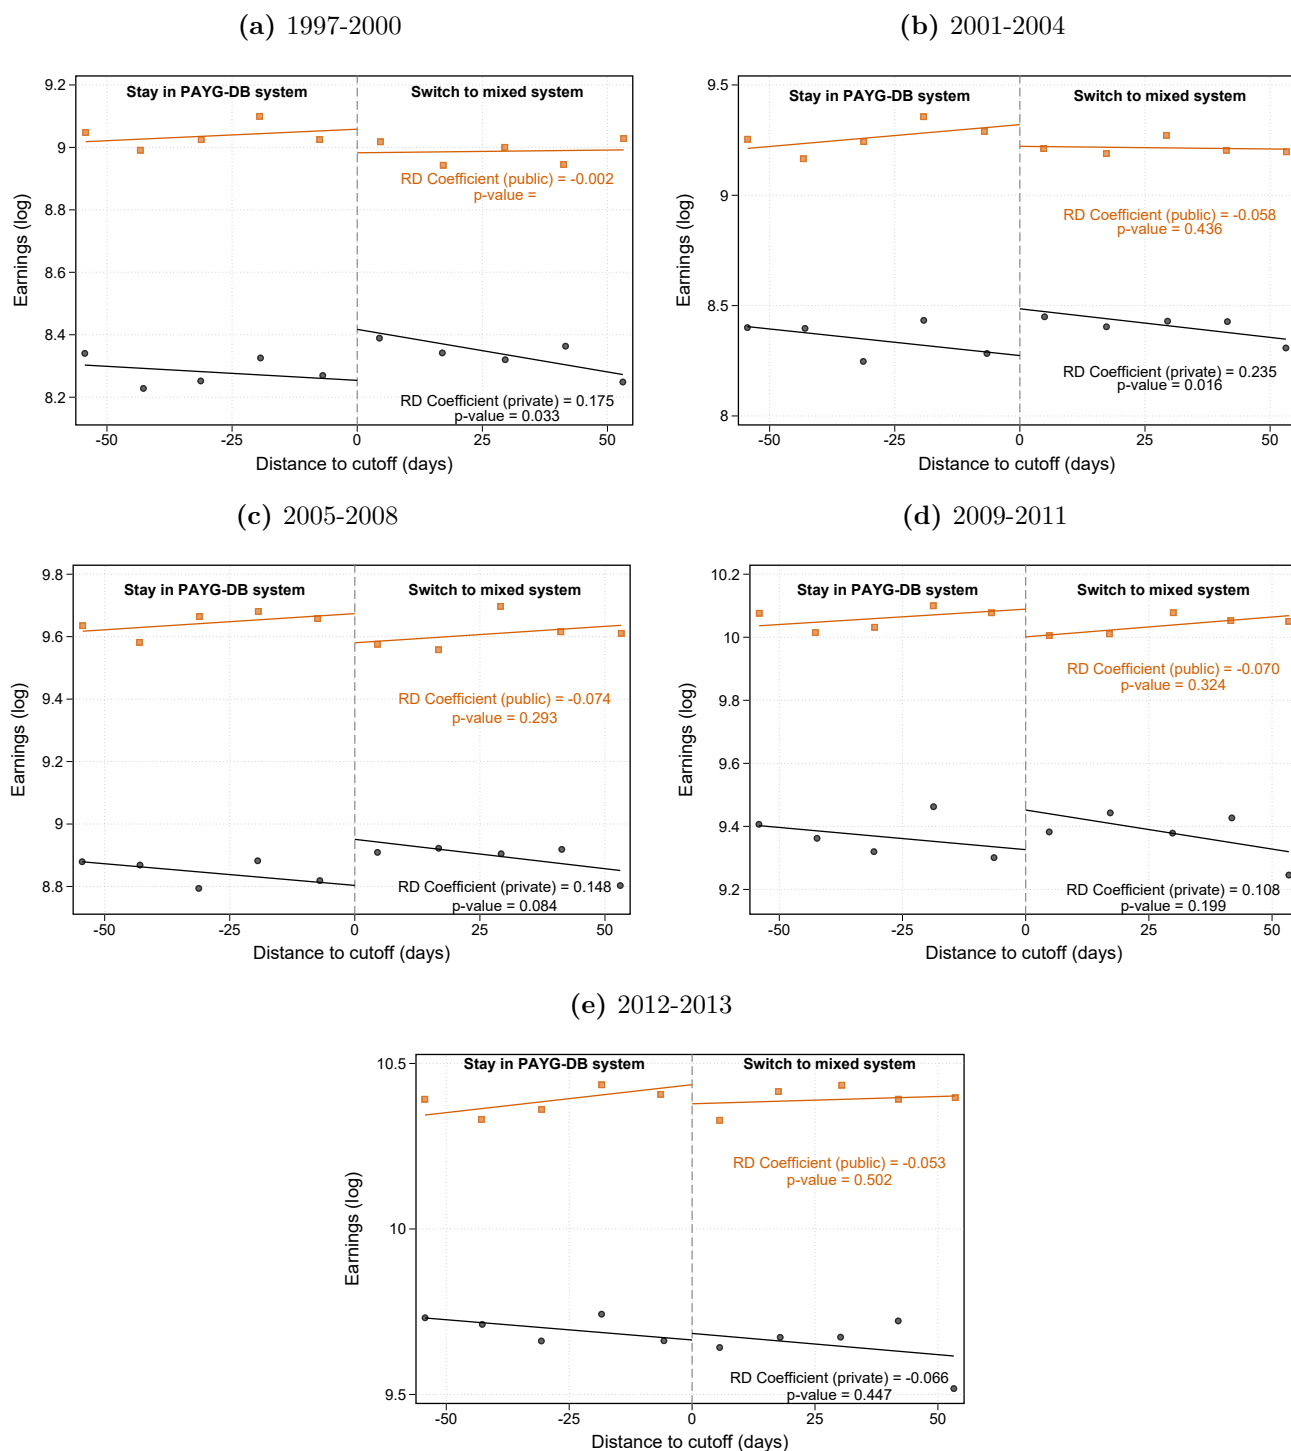 (a) 1997-2000
Stay in PAYG-DB system
Switch to mixed system
RD Coefficient (public) = -0.002
p-value =
RD Coefficient (private) = 0.175
p-value = 0.033
Earnings (log)
9.2
9
8.8
8.6
8.4
8.2
-50
-25
0
25
50
Distance to cutoff (days)
(b) 2001-2004
Stay in PAYG-DB system
Switch to mixed system
RD Coefficient (public) = -0.058
p-value = 0.436
RD Coefficient (private) = 0.235
p-value = 0.016
Earnings (log)
9.5
9
8.5
8
-50
-25
0
25
50
Distance to cutoff (days)
(c) 2005-2008
Stay in PAYG-DB system
Switch to mixed system
RD Coefficient (public) = -0.074
p-value = 0.293
RD Coefficient (private) = 0.148
p-value = 0.084
Earnings (log)
9.8
9.6
9.4
9.2
9
8.8
-50
-25
0
25
50
Distance to cutoff (days)
(d) 2009-2011
Stay in PAYG-DB system
Switch to mixed system
RD Coefficient (public) = -0.070
p-value = 0.324
RD Coefficient (private) = 0.108
p-value = 0.199
Earnings (log)
10.2
10
9.8
9.6
9.4
9.2
-50
-25
0
25
50
Distance to cutoff (days)
(e) 2012-2013
Stay in PAYG-DB system
Switch to mixed system
RD Coefficient (public) = -0.053
p-value = 0.502
RD Coefficient (private) = -0.066
p-value = 0.447
Earnings (log)
10.5
10
9.5
-50
-25
0
25
50
Distance to cutoff (days)